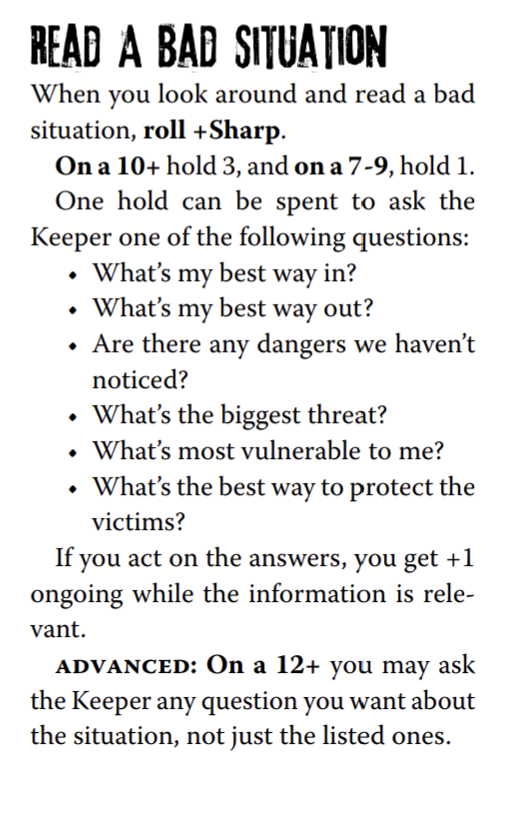 READ A BAD SITUATION
When you look around and read a bad
situation, roll +Sharp.
On a 10+ hold 3, and on a 7-9, hold 1.
One hold can be spent to ask the
Keeper one of the following questions:
• What’s my best way in?
• What’s my best way out?
• Are there any dangers we haven’t
noticed?
• What’s the biggest threat?
• What’s most vulnerable to me?
• What’s the best way to protect the
victims?
If you act on the answers, you get +1
ongoing while the information is rele-
vant.
ADVANCED: On a 12+ you may ask
the Keeper any question you want about
the situation, not just the listed ones.